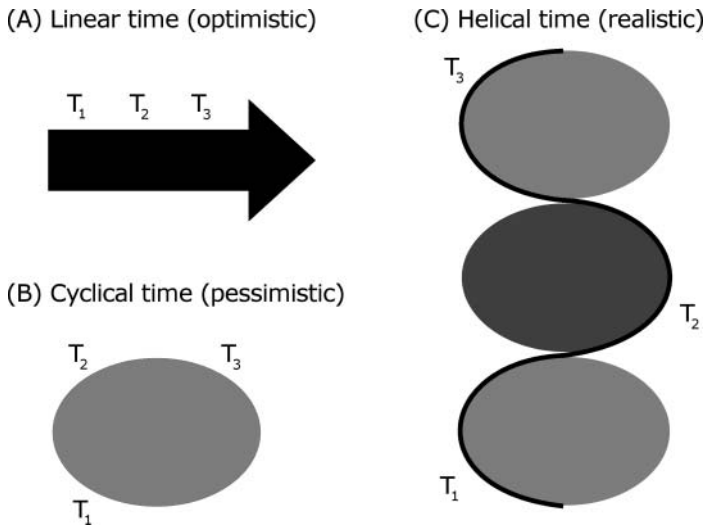 (A) Linear time (optimistic)
T1 T2 T3
(B) Cyclical time (pessimistic)
T2 T3
T1
(C) Helical time (realistic)
T3
T2
T1